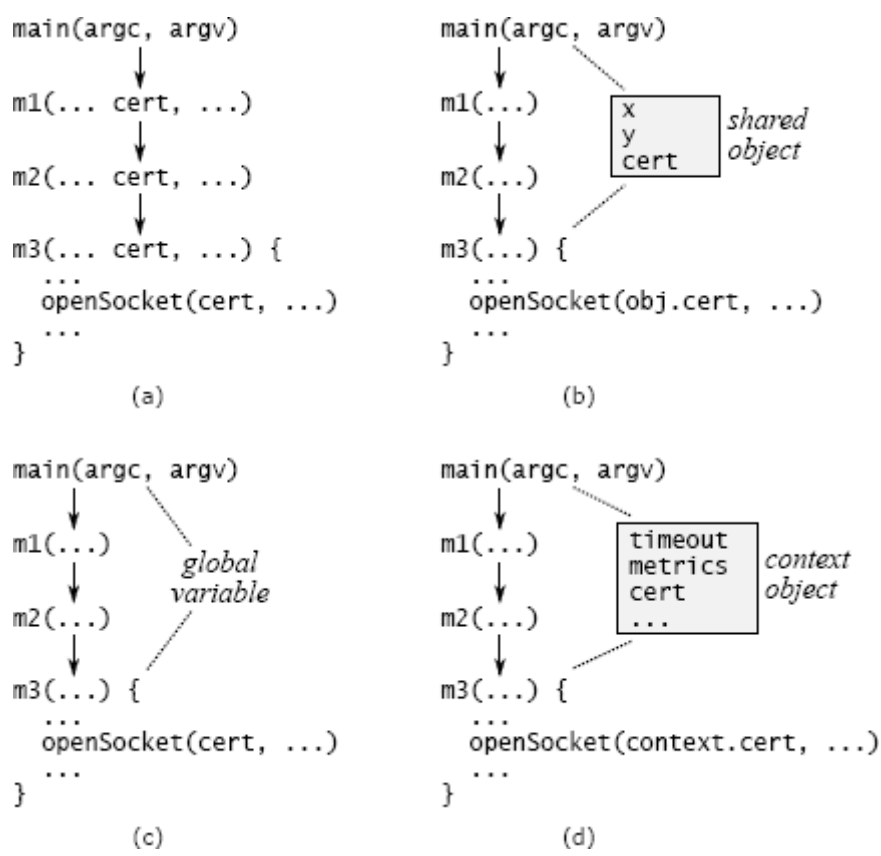 main(argc, argv)
m1(... cert, ...)
m2(... cert, ...)
m3(... cert, ...) {
...
openSocket(cert, ...)
...
}
(a)
main(argc, argv)
m1(...)
x
y
cert
shared
object
m2(...)
m3(...) {
...
openSocket(obj.cert, ...)
...
}
(b)
main(argc, argv)
m1(...)
global
variable
m2(...)
m3(...) {
...
openSocket(cert, ...)
...
}
(c)
main(argc, argv)
m1(...)
timeout
metrics
cert
...
context
object
m2(...)
m3(...) {
...
openSocket(context.cert, ...)
...
}
(d)